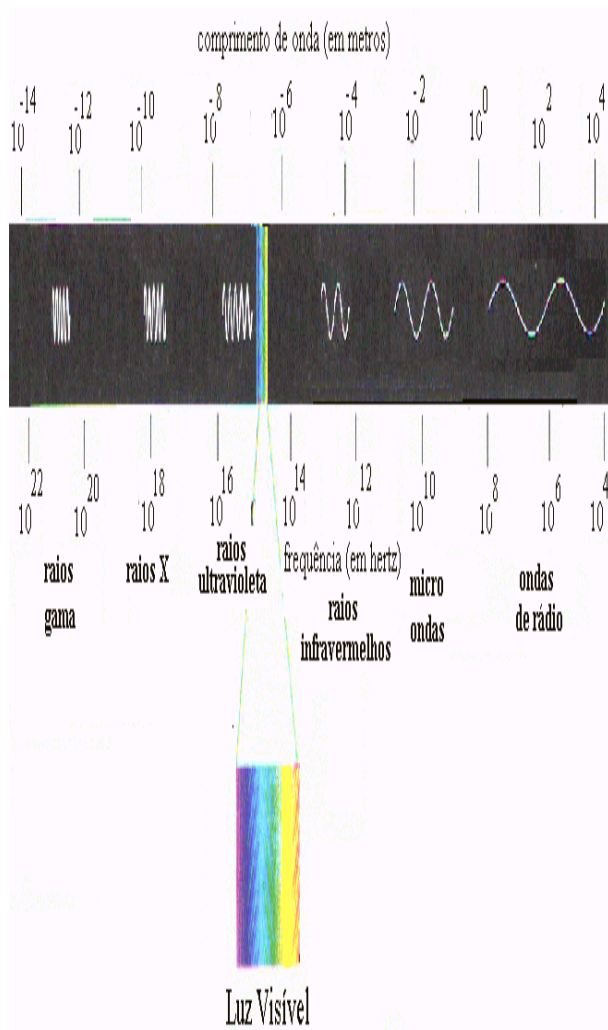 comprimento de onda (em metros)
10^-14 10^-12 10^-10 10^-8 10^-6 10^-4 10^-2 10^0 10^2 10^4
10^22 10^20 10^18 10^16 10^14 10^12 10^10 10^8 10^6 10^4
frequência (em hertz)
raios
gama
raios X
raios
ultravioleta
raios
infravermelhos
micro
ondas
ondas
de rádio
Luz Visível